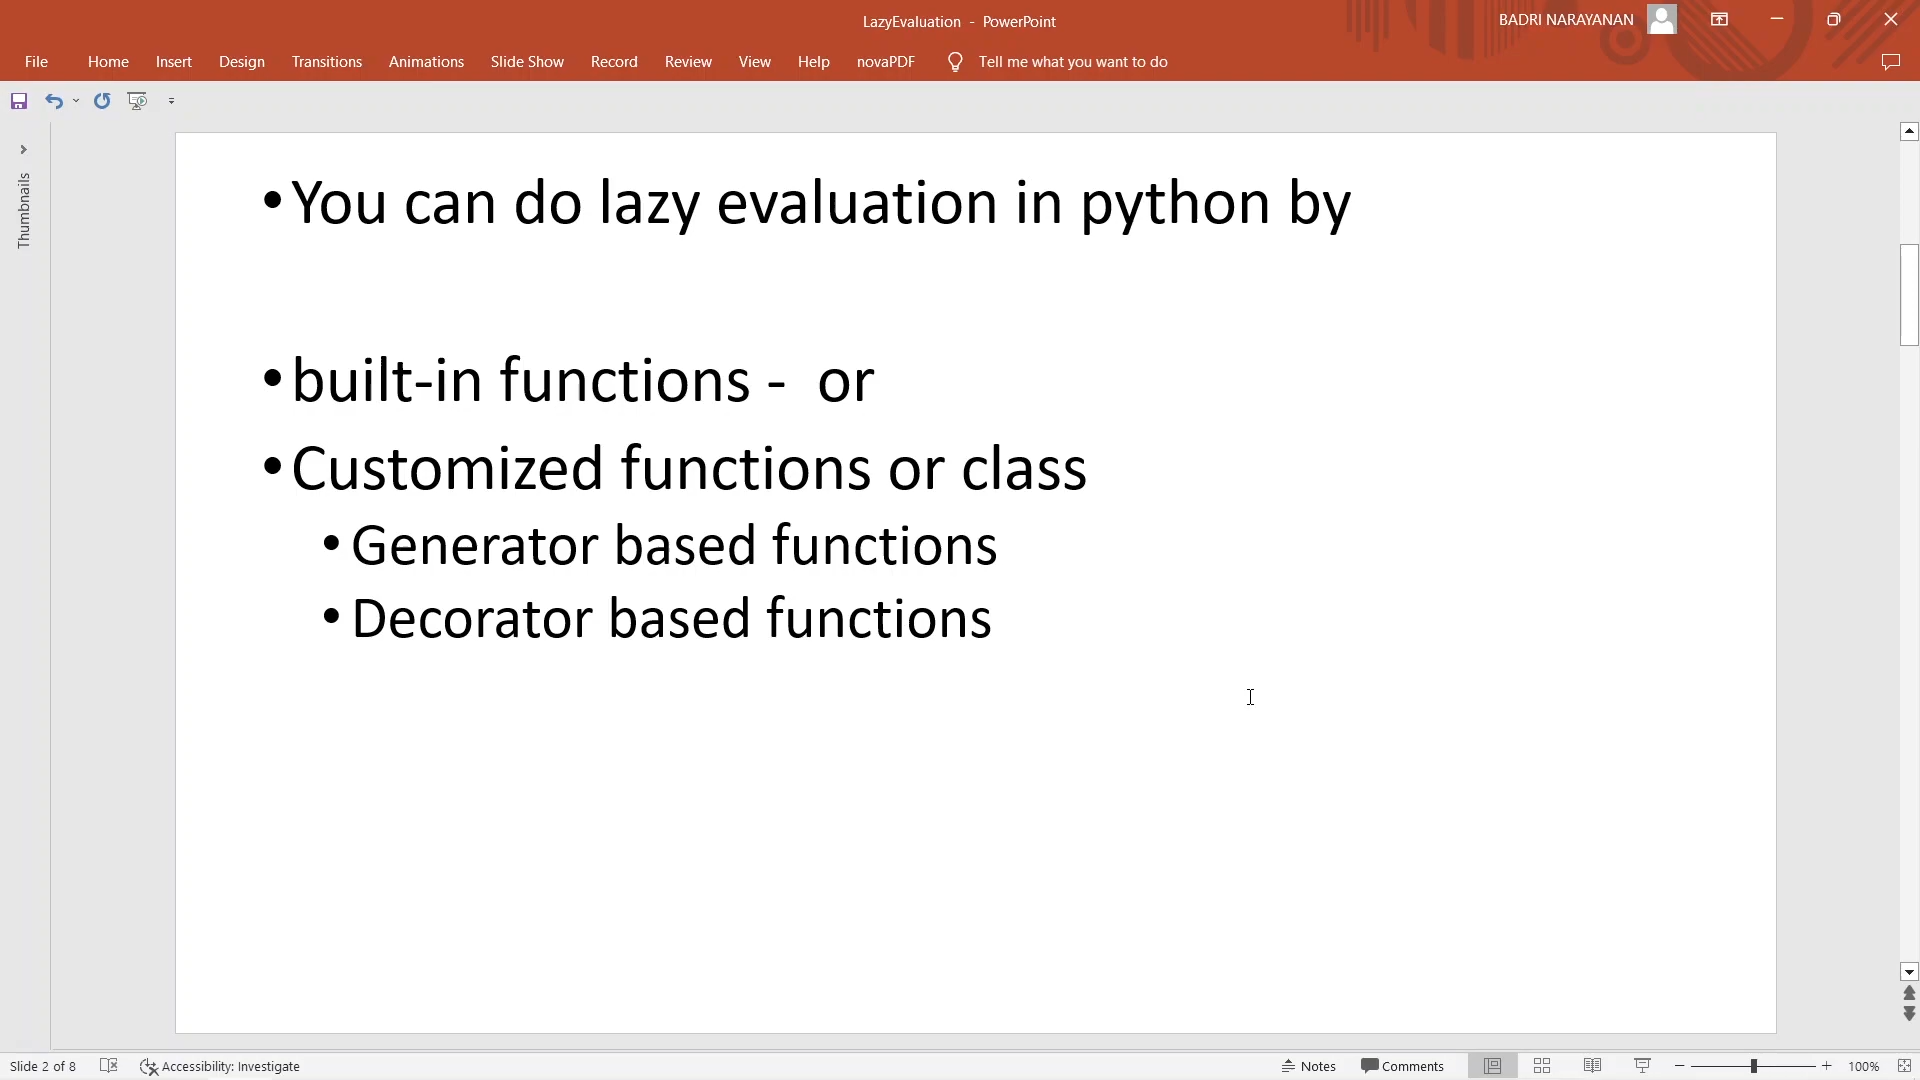 LazyEvaluation - PowerPoint
BADRI NARAYANAN
File Home Insert Design Transitions Animations Slide Show Record Review View Help novaPDF Tell me what you want to do
Thumbnails
•You can do lazy evaluation in python by
•built-in functions - or
•Customized functions or class
•Generator based functions
•Decorator based functions
Slide 2 of 8 Accessibility: Investigate Notes Comments 100%